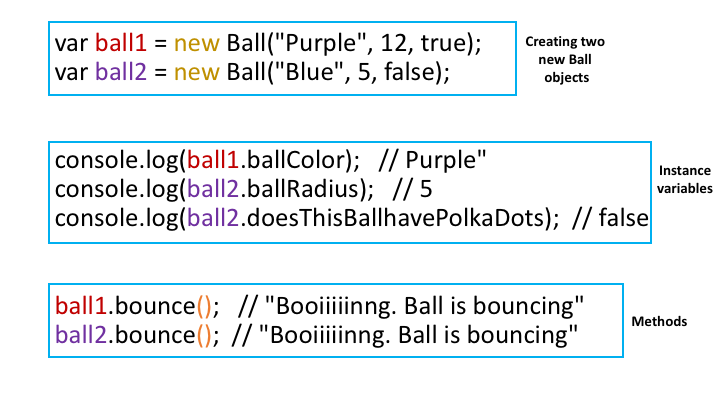 var ball1 = new Ball("Purple", 12, true);
var ball2 = new Ball("Blue", 5, false);
Creating two
new Ball
objects
console.log(ball1.ballColor);   // Purple"
console.log(ball2.ballRadius);   // 5
console.log(ball2.doesThisBallhavePolkaDots);  // false
Instance
variables
ball1.bounce();   // "Booiiiiinng. Ball is bouncing"
ball2.bounce();  // "Booiiiiinng. Ball is bouncing"
Methods